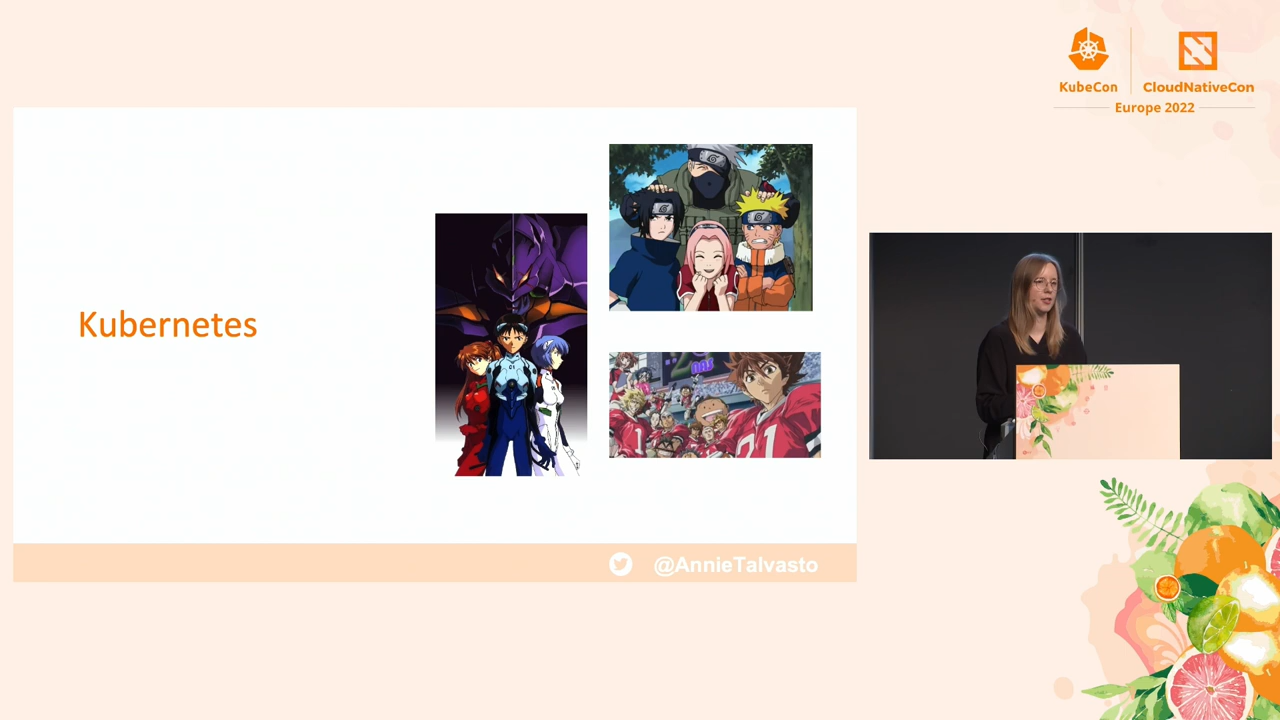 KubeCon
CloudNativeCon
Europe 2022
Kubernetes
@AnnieTalvasto